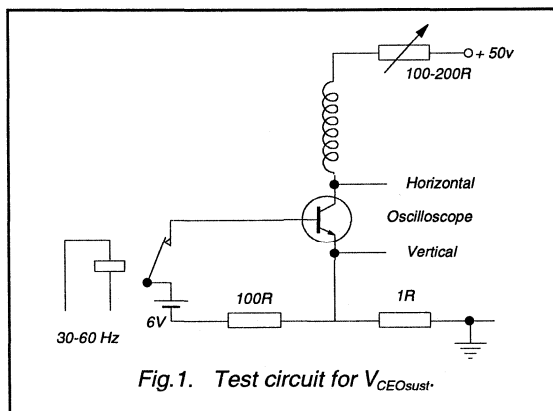 + 50v
100-200R
Horizontal
Oscilloscope
Vertical
100R
1R
6V
30-60 Hz
Fig.1. Test circuit for VCEOsust.